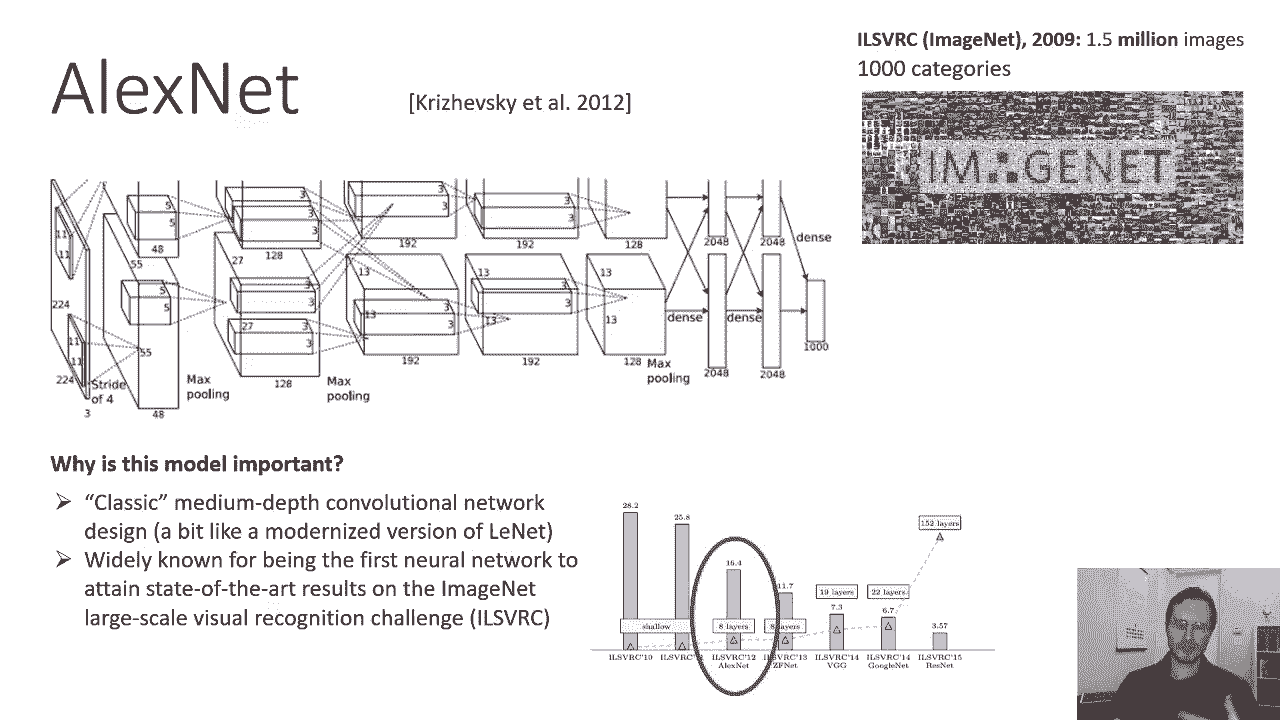 ILSVRC (ImageNet), 2009: 1.5 million images
1000 categories
AlexNet
[Krizhevsky et al. 2012]
IMAGENET
5
5
48
3
3
128
3
3
192
3
3
192
128
2048
2048
dense
11
11
224
55
5
5
27
3
3
27
3
3
128
13
13
3
3
192
13
13
3
3
192
13
13
128
dense
dense
1000
2048
2048
11
11
224
3
Stride
of 4
55
48
Max
pooling
Max
pooling
Max
pooling
Why is this model important?
➢ “Classic” medium-depth convolutional network
design (a bit like a modernized version of LeNet)
➢ Widely known for being the first neural network to
attain state-of-the-art results on the ImageNet
large-scale visual recognition challenge (ILSVRC)
28.2
25.8
16.4
11.7
7.3
6.7
3.57
152 layers
19 layers
22 layers
shallow
8 layers
8 layers
ILSVRC'10
ILSVRC'
ILSVRC'12
AlexNet
ILSVRC'13
ZFNet
ILSVRC'14
VGG
ILSVRC'14
GoogleNet
ILSVRC'15
ResNet